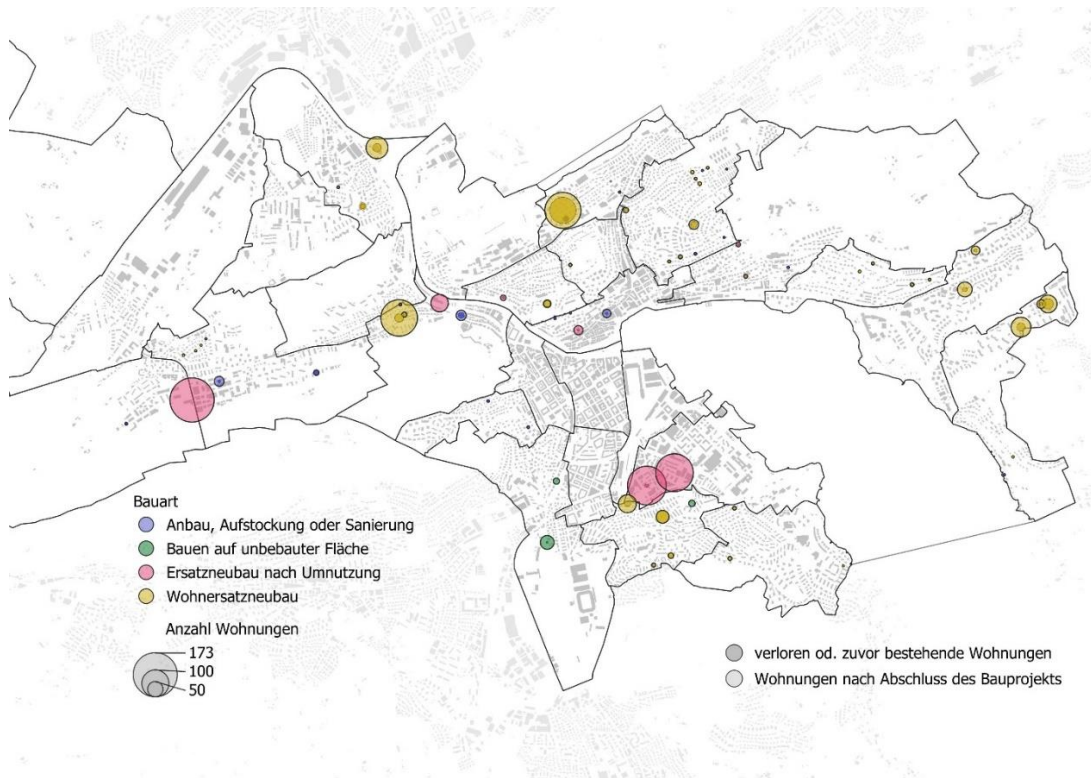 Bauart
Anbau, Aufstockung oder Sanierung
Bauen auf unbebauter Fläche
Ersatzneubau nach Umnutzung
Wohnersatzneubau
Anzahl Wohnungen
173
100
50
verloren od. zuvor bestehende Wohnungen
Wohnungen nach Abschluss des Bauprojekts